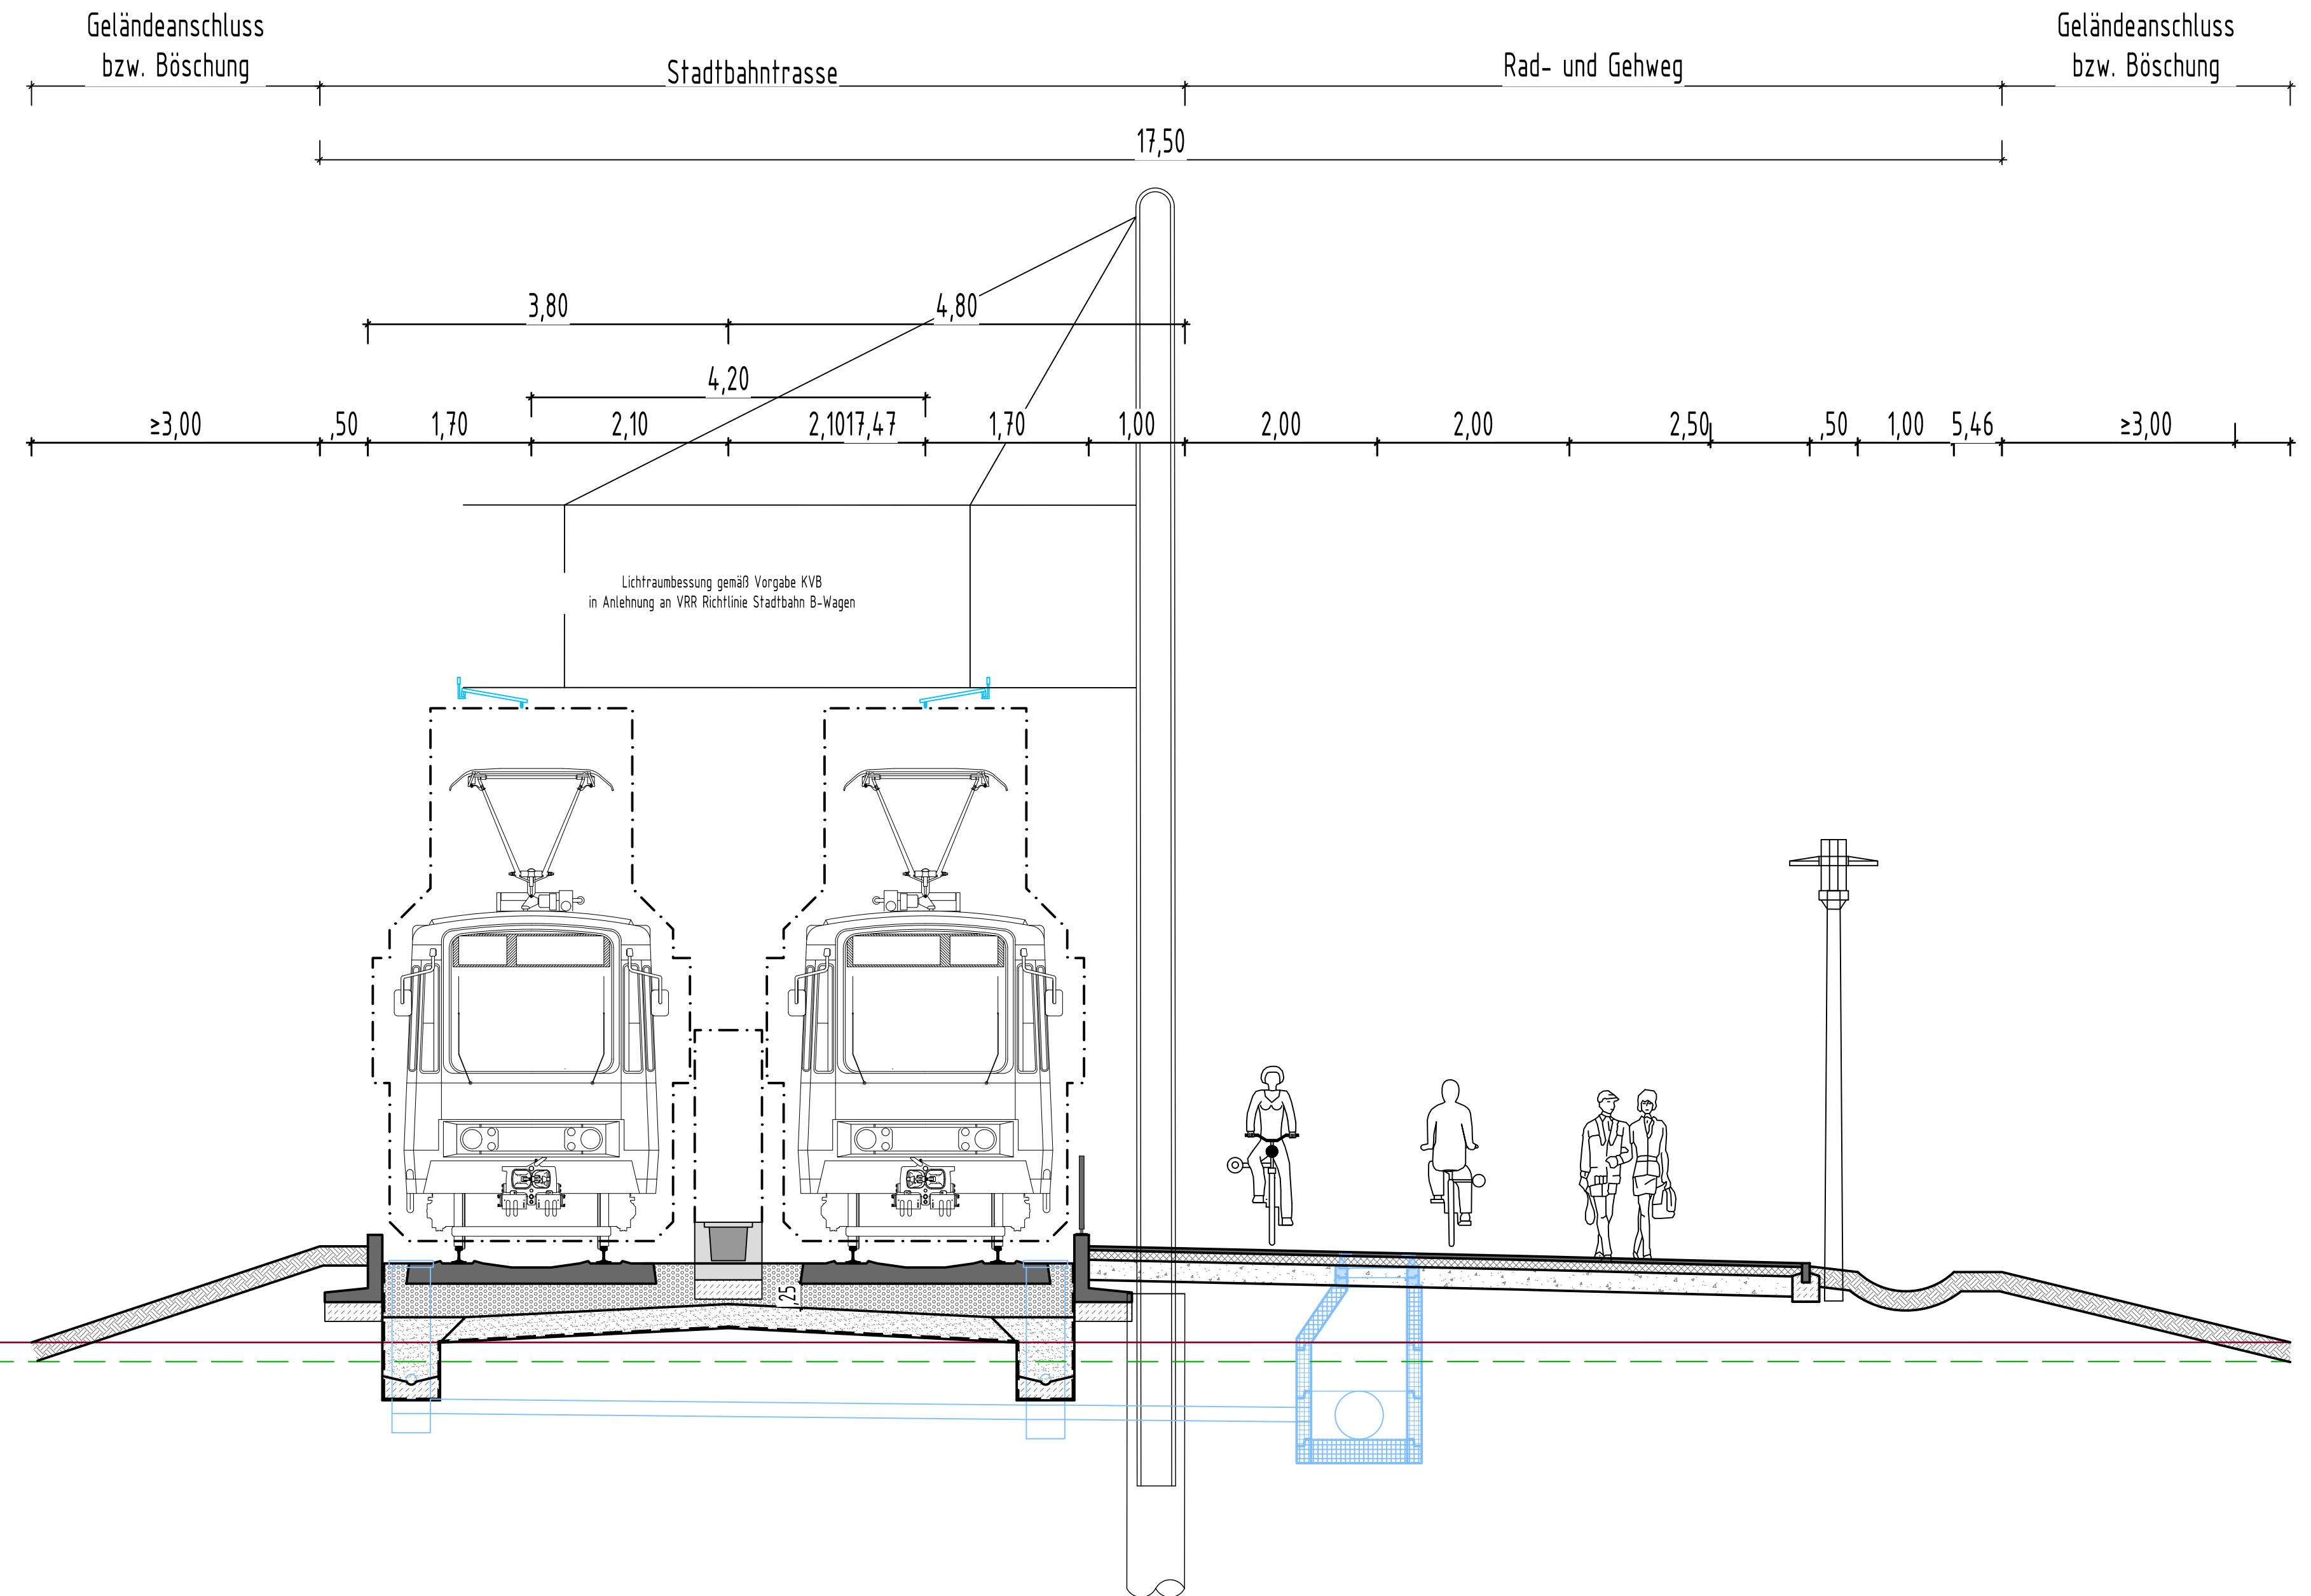 Geländeanschluss
bzw. Böschung
Stadtbahntrasse
Rad- und Gehweg
Geländeanschluss
bzw. Böschung
17,50
3,80
4,80
4,20
≥3,00
,50
1,70
2,10
2,10
17,47
1,70
1,00
2,00
2,00
2,50
,50
1,00
5,46
≥3,00
Lichtraumbessung gemäß Vorgabe KVB
in Anlehnung an VRR Richtlinie Stadtbahn B-Wagen
,25